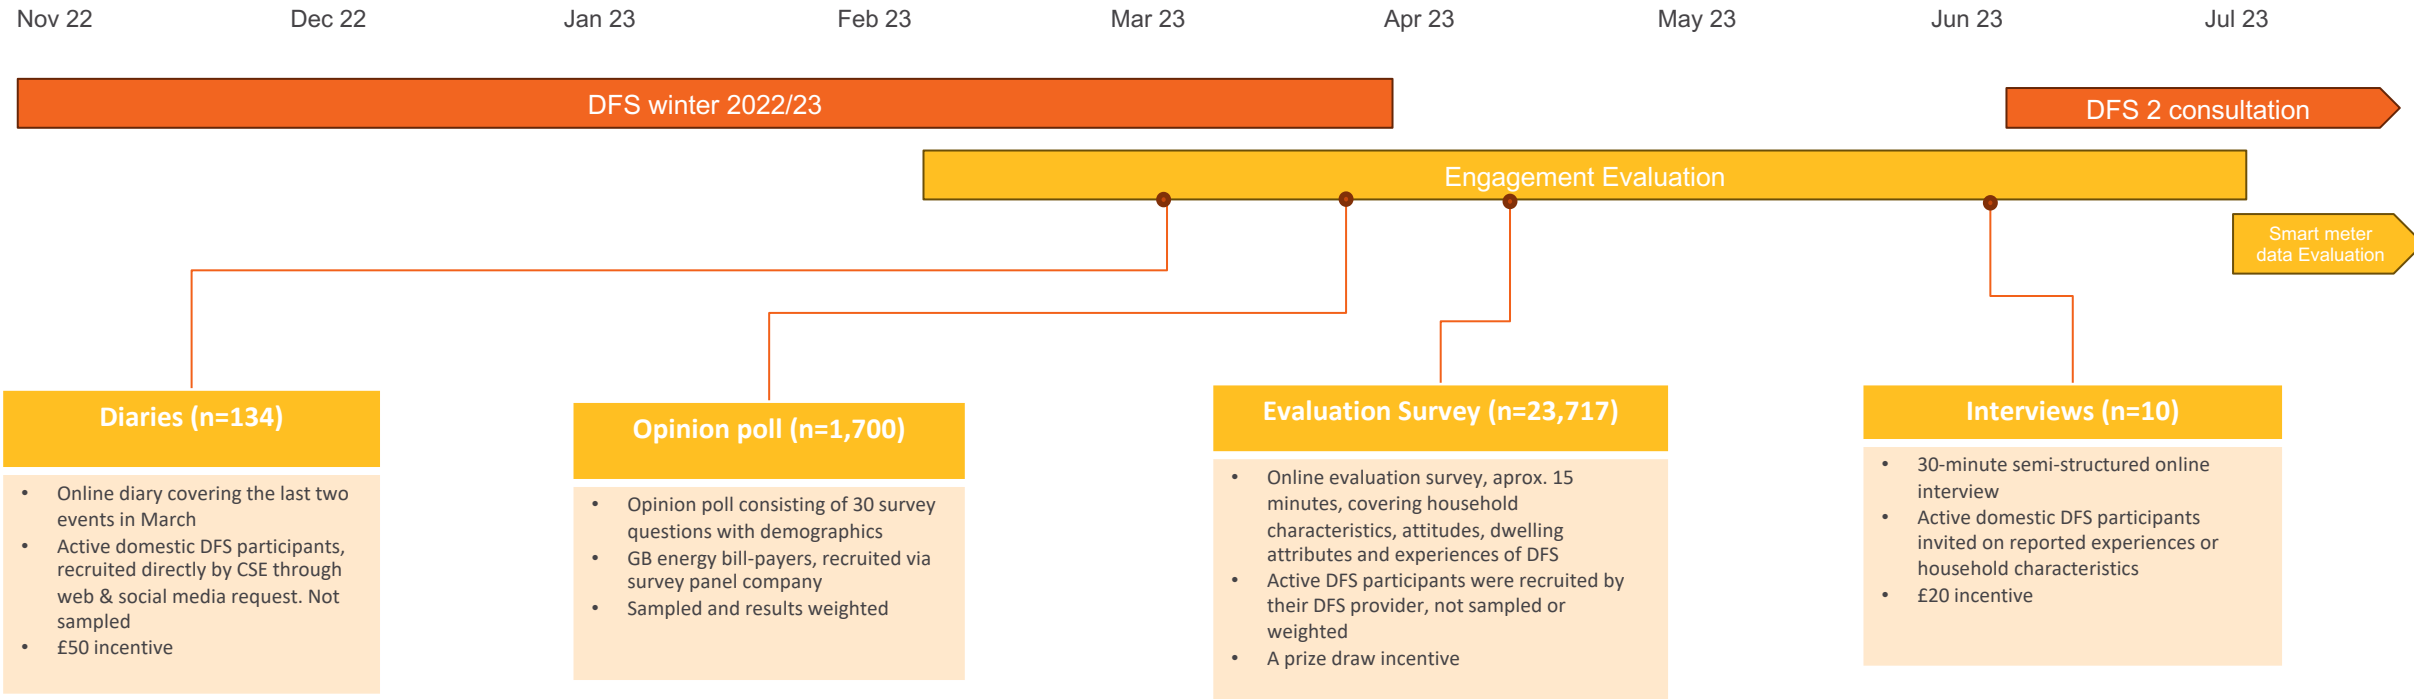 Nov 22
Dec 22
Jan 23
Feb 23
Mar 23
Apr 23
May 23
Jun 23
Jul 23
DFS winter 2022/23
DFS 2 consultation
Engagement Evaluation
Smart meter
data Evaluation
Diaries (n=134)
• Online diary covering the last two
events in March
• Active domestic DFS participants,
recruited directly by CSE through
web & social media request. Not
sampled
• £50 incentive
Opinion poll (n=1,700)
• Opinion poll consisting of 30 survey
questions with demographics
• GB energy bill-payers, recruited via
survey panel company
• Sampled and results weighted
Evaluation Survey (n=23,717)
• Online evaluation survey, aprox. 15
minutes, covering household
characteristics, attitudes, dwelling
attributes and experiences of DFS
• Active DFS participants were recruited by
their DFS provider, not sampled or
weighted
• A prize draw incentive
Interviews (n=10)
• 30-minute semi-structured online
interview
• Active domestic DFS participants
invited on reported experiences or
household characteristics
• £20 incentive